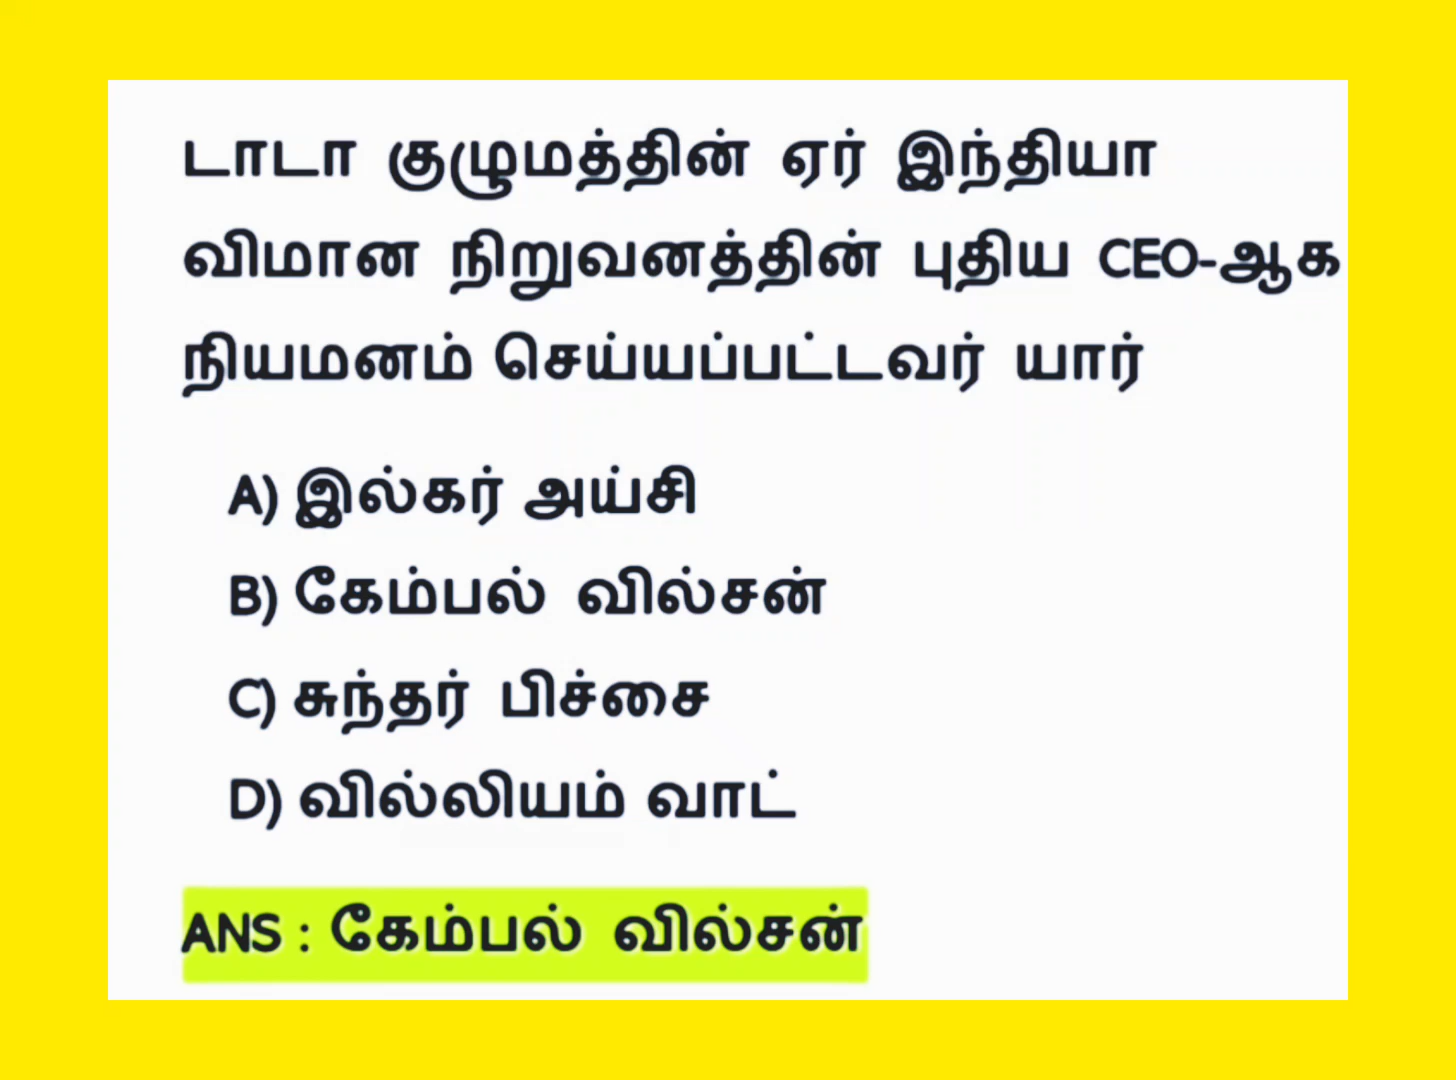 டாடா குழுமத்தின் ஏர் இந்தியா
விமான நிறுவனத்தின் புதிய CEO-ஆக
நியமனம் செய்யப்பட்டவர் யார்
A) இல்கர் அய்சி
B) கேம்பல் வில்சன்
C) சுந்தர் பிச்சை
D) வில்லியம் வாட்
ANS : கேம்பல் வில்சன்